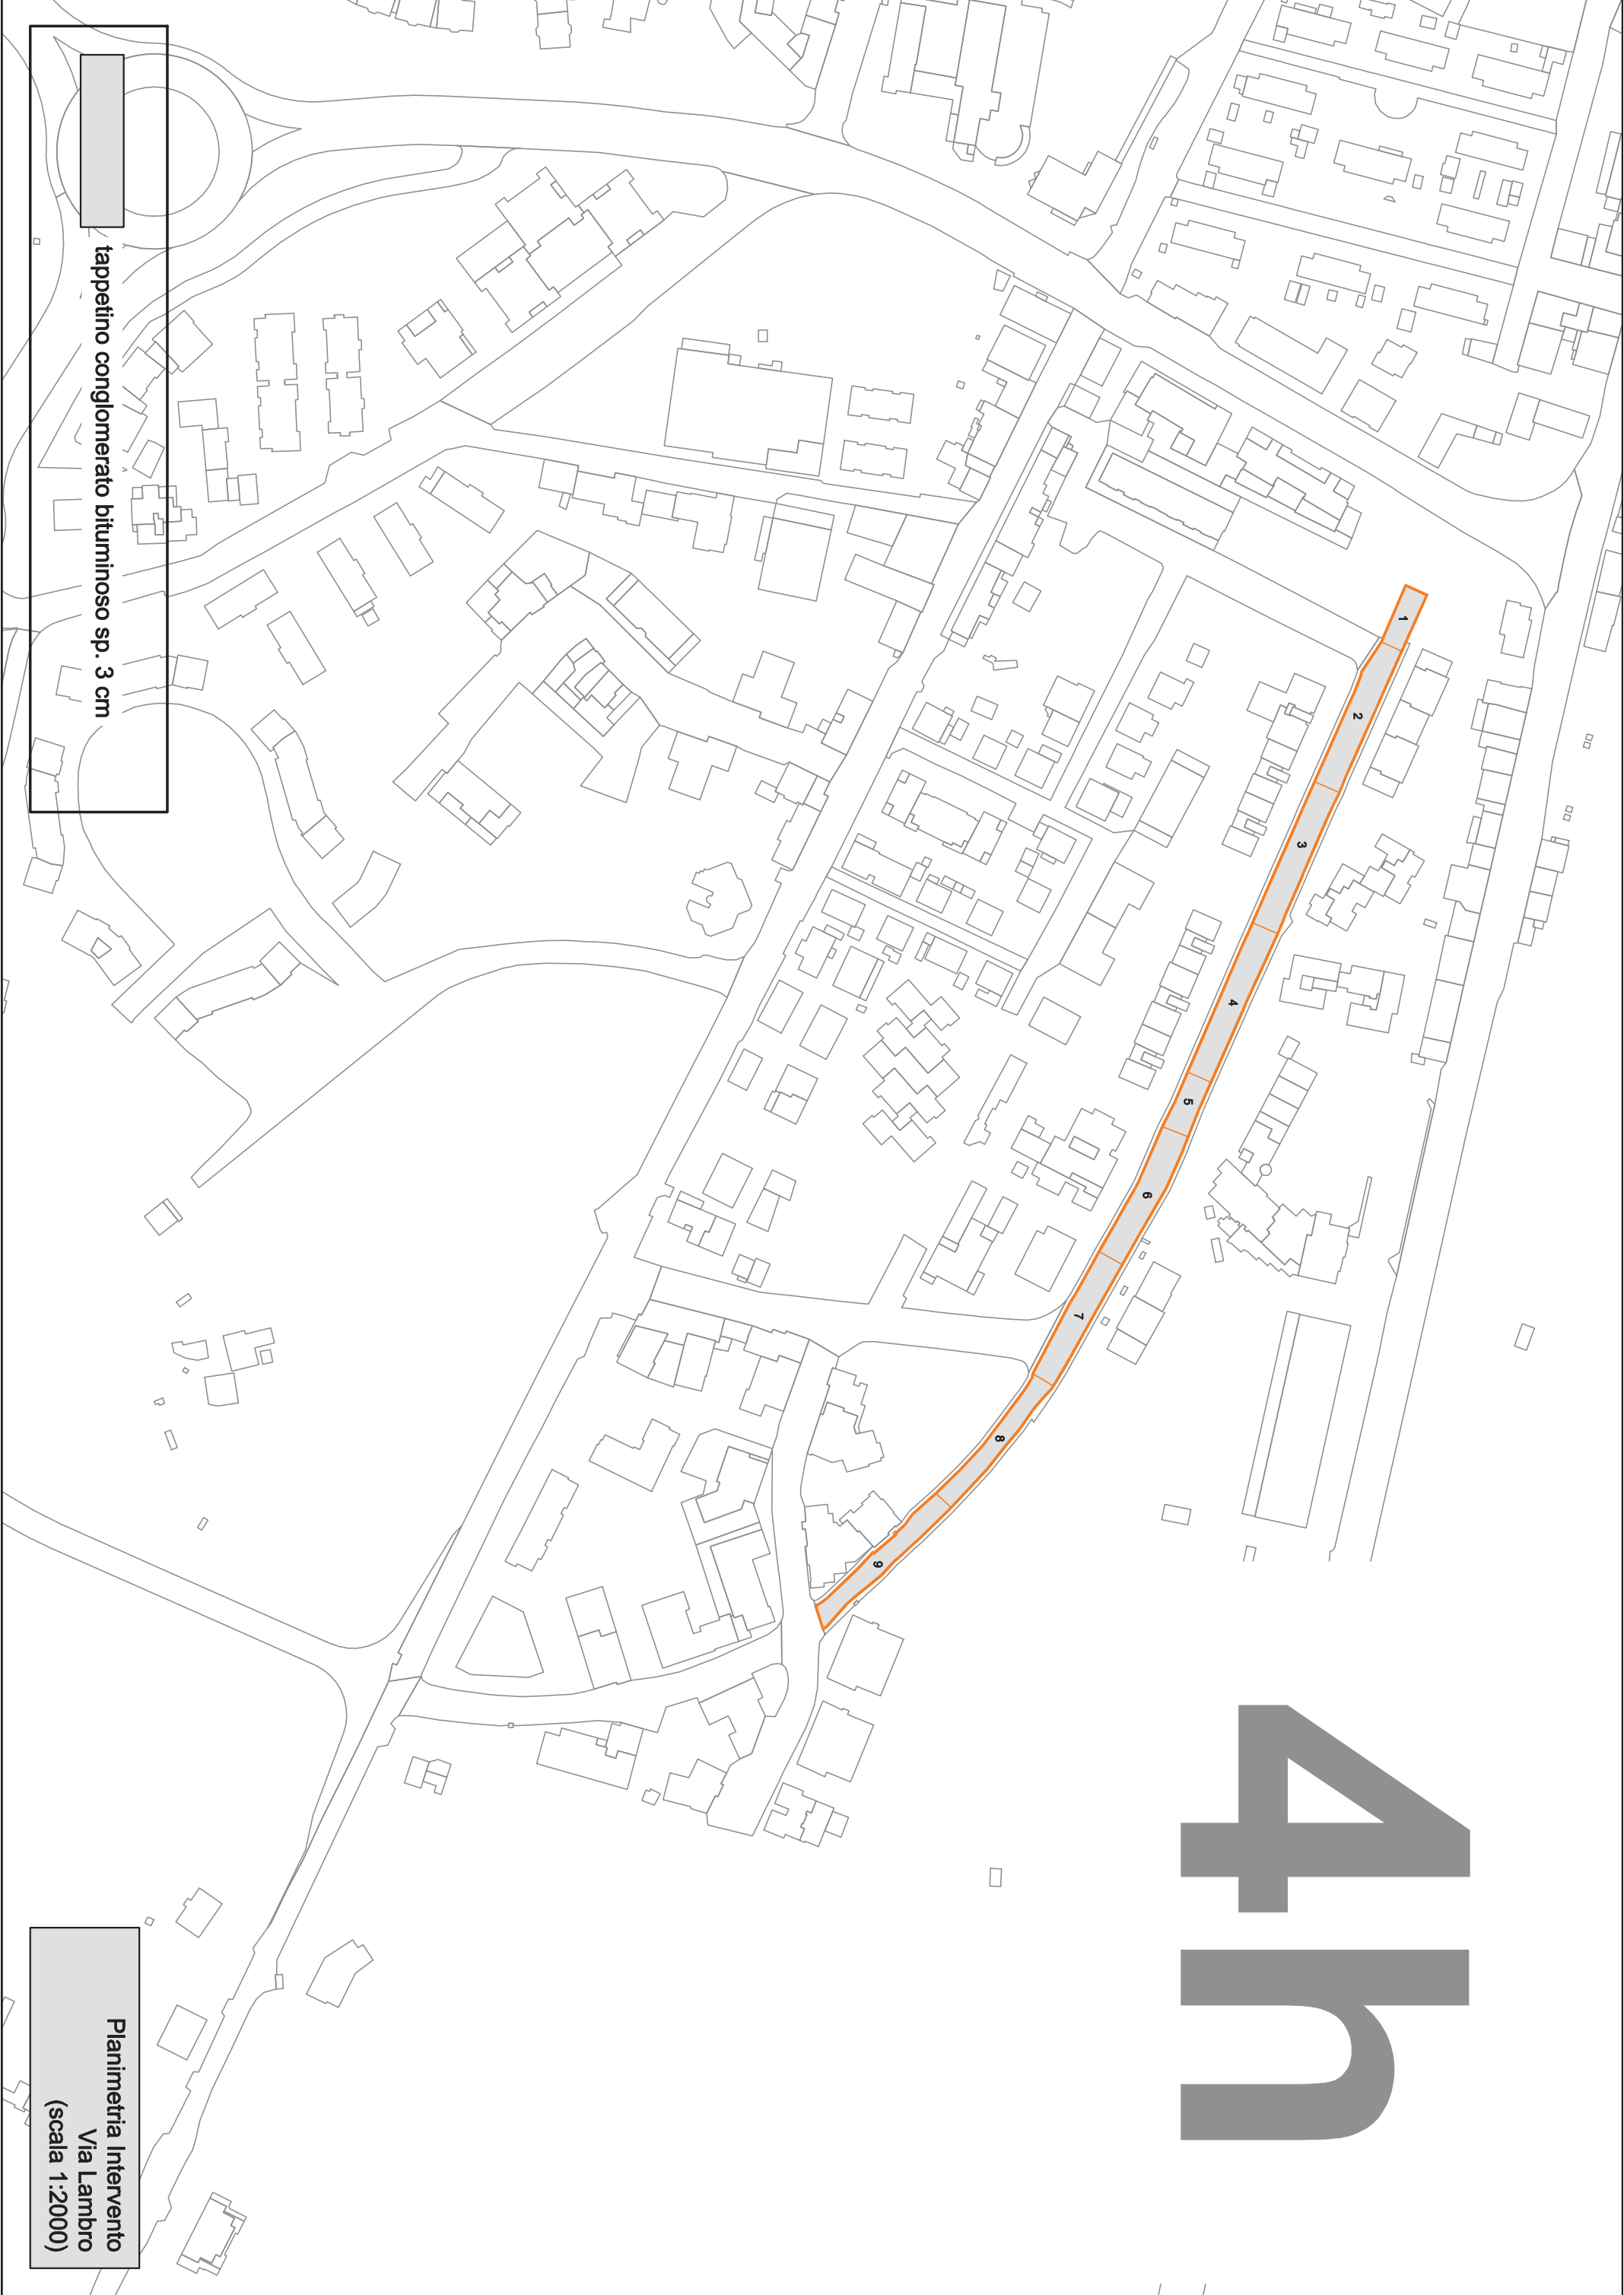 4h
1
2
3
4
5
6
7
8
9
tappetino conglomerato bituminoso sp. 3 cm
Planimetria Intervento
Via Lambro
(scala 1:2000)